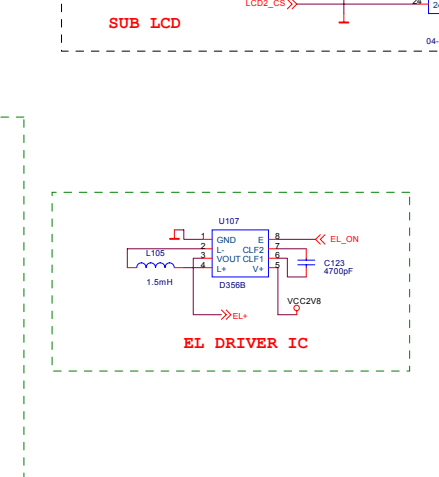 LCD2_CS
24
SUB LCD
04-
U107
1 GND E 8 EL_ON
2 L- CLF2 7
L105 3 VOUT CLF1 6 C123
4 L+ V+ 5 4700pF
1.5mH D356B
VCC2V8
EL+
EL DRIVER IC